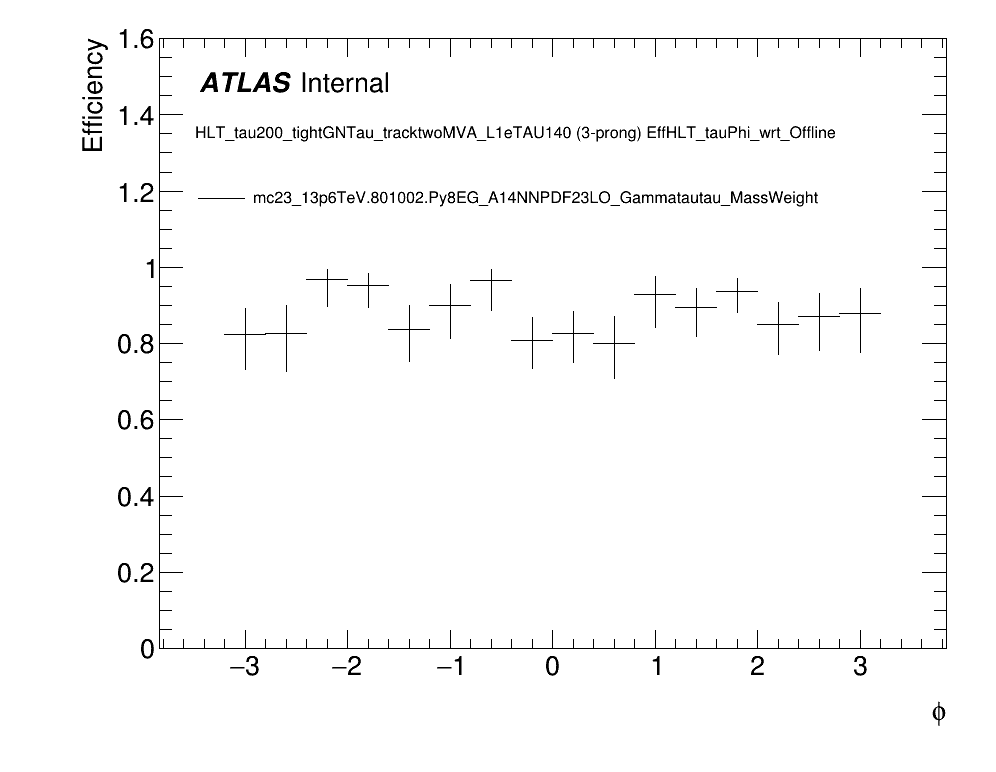 1.6
Efficiency
ATLAS Internal
1.4
HLT_tau200_tightGNTau_tracktwoMVA_L1eTAU140 (3-prong) EffHLT_tauPhi_wrt_Offline
1.2
mc23_13p6TeV.801002.Py8EG_A14NNPDF23LO_Gammatautau_MassWeight
1
0.8
0.6
0.4
0.2
0
−3 −2 −1 0 1 2 3
ϕ